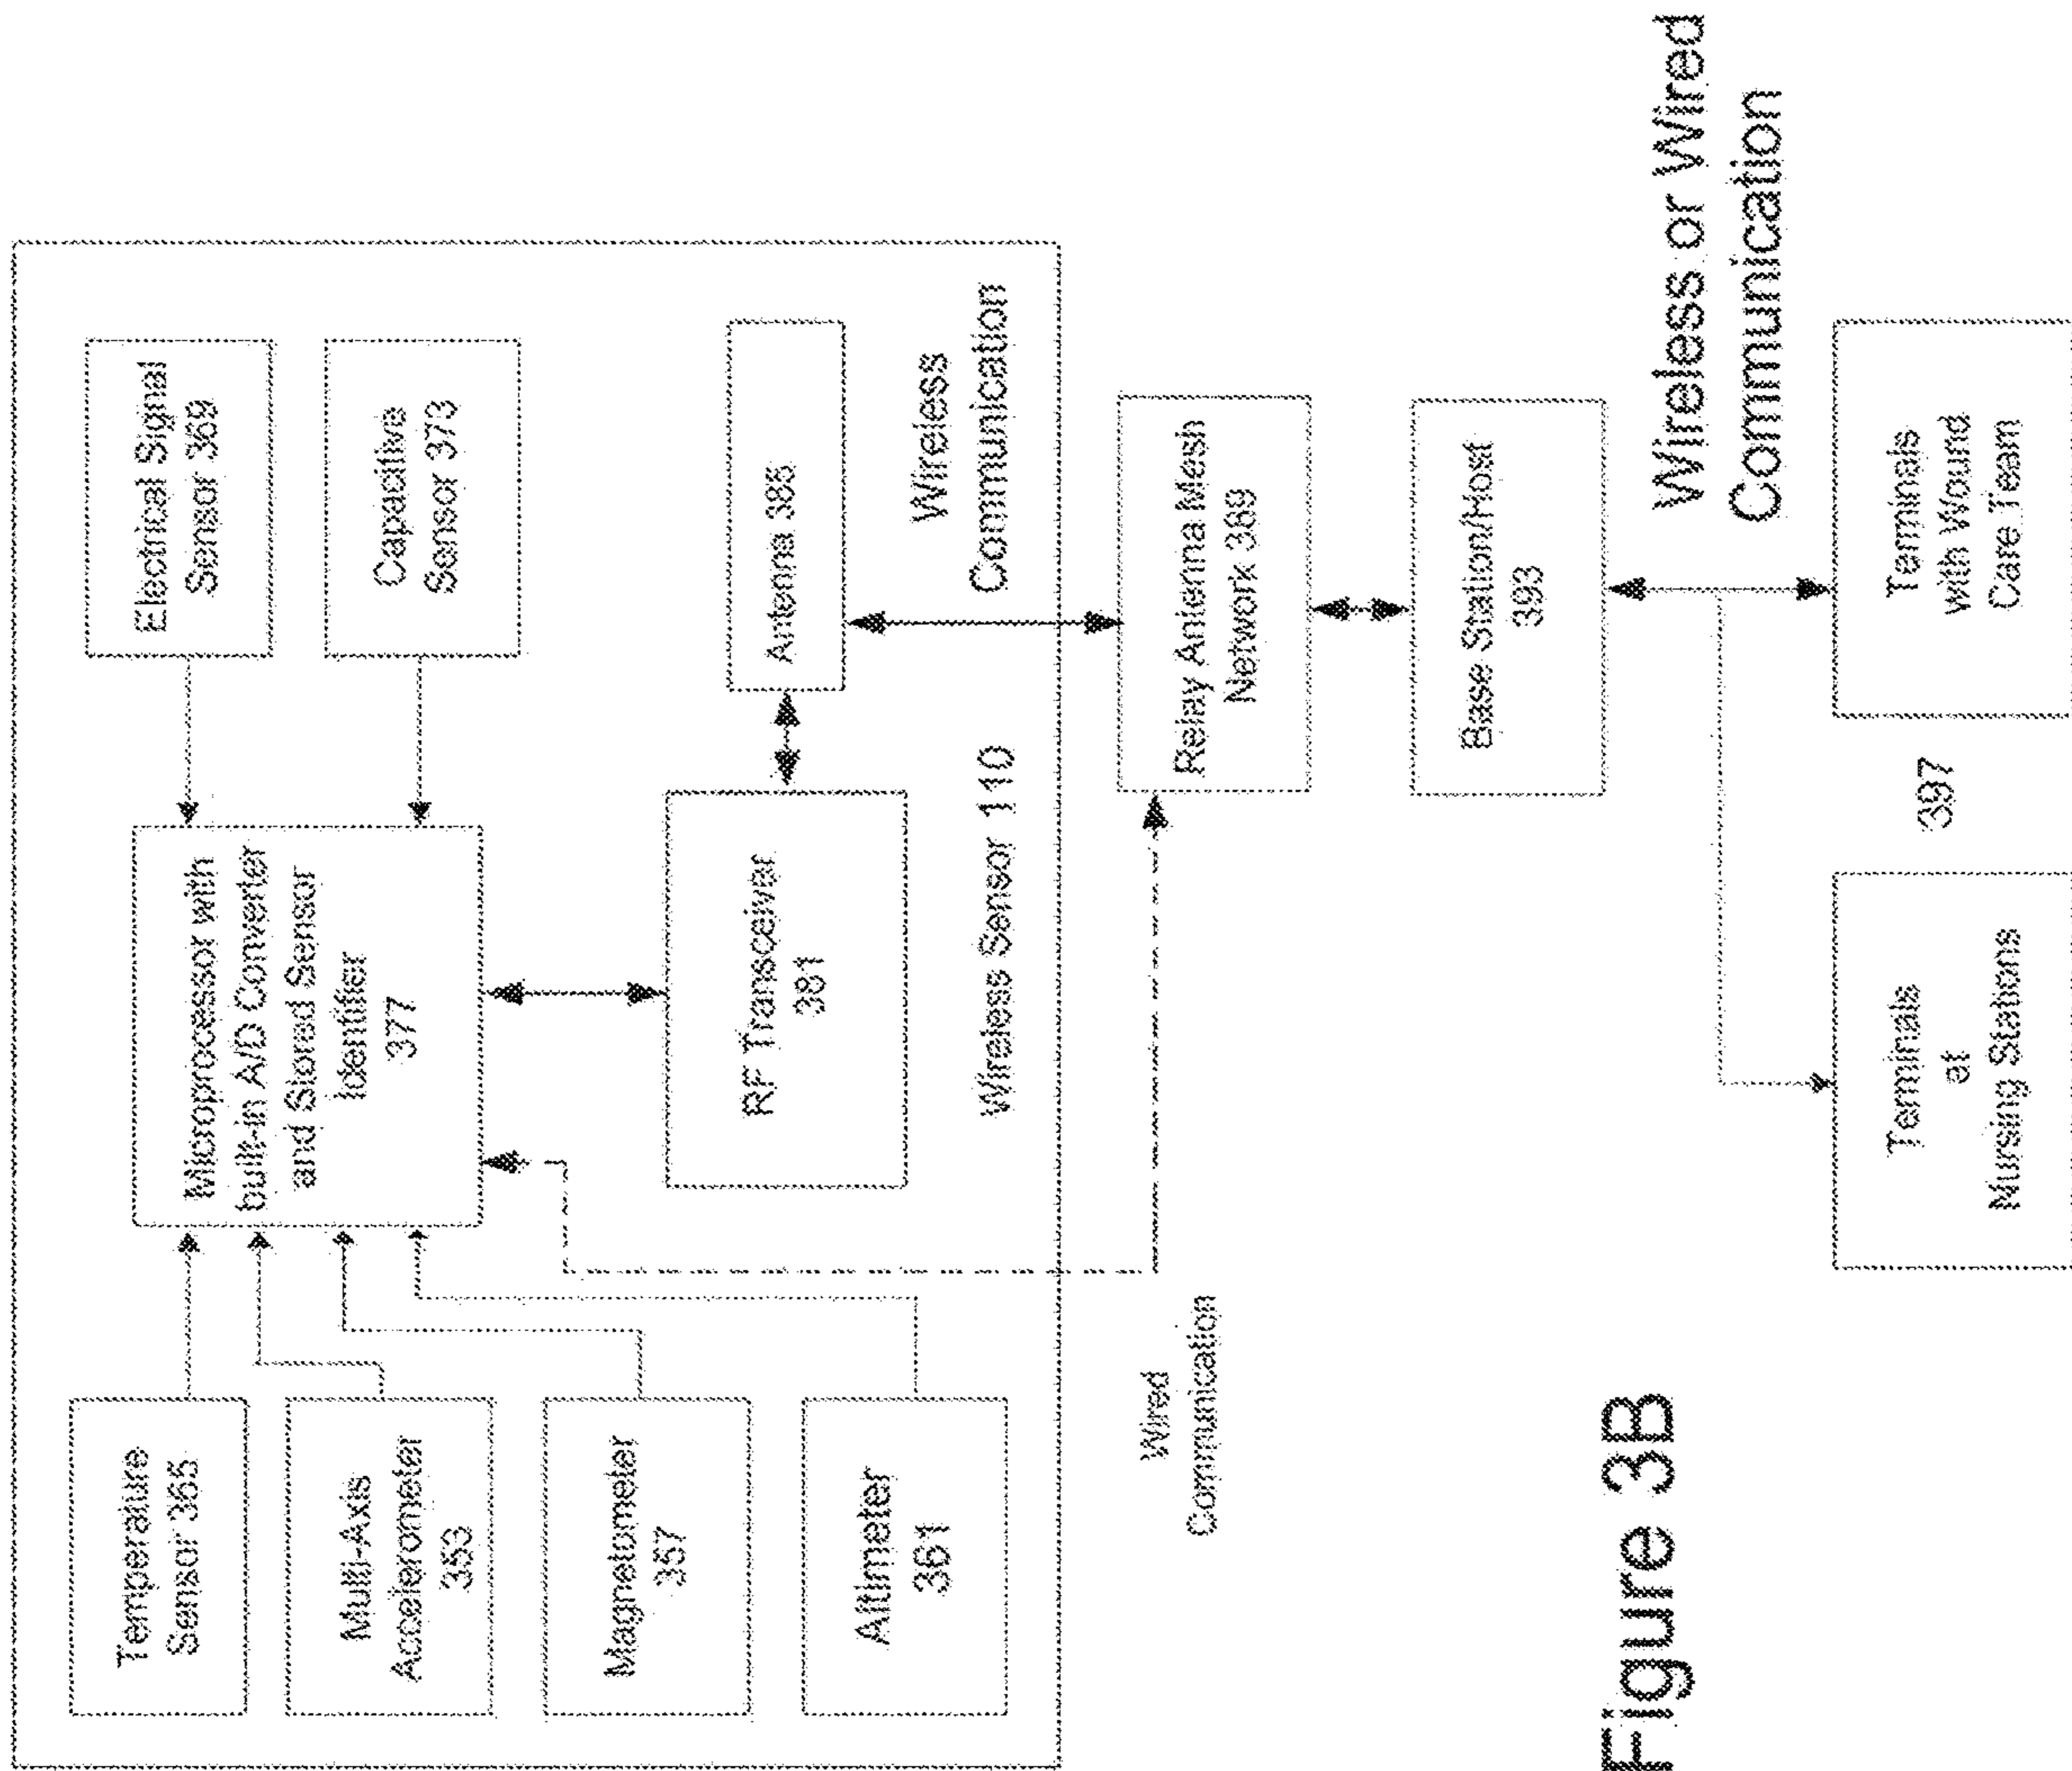 Temperature
Sensor 365
Multi-Axis
Accelerometer
353
Magnetometer
357
Altimeter
361
Microprocessor with
built-in A/D Converter
and Stored Sensor
Identifier
377
Electrical Signal
Sensor 369
Capacitive
Sensor 373
RF Transceiver
381
Antenna 385
Wireless Sensor 110
Wireless
Communication
Wired
Communication
Relay Antenna Mesh
Network 389
Base Station/Host
393
Wireless or Wired
Communication
Terminals
at
Nursing Stations
397
Terminals
with Wound
Care Team
Figure 3B